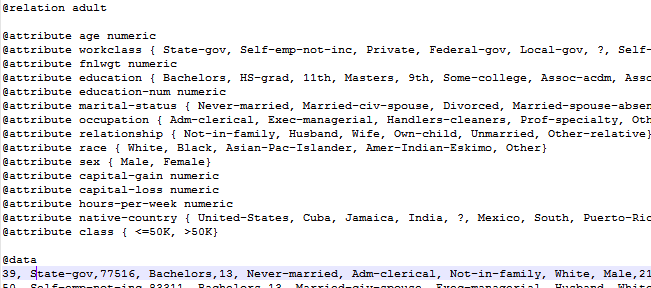 @relation adult
@attribute age numeric
@attribute workclass { State-gov, Self-emp-not-inc, Private, Federal-gov, Local-gov, ?, Self-
@attribute fnlwgt numeric
@attribute education { Bachelors, HS-grad, 11th, Masters, 9th, Some-college, Assoc-acdm, Asso
@attribute education-num numeric
@attribute marital-status { Never-married, Married-civ-spouse, Divorced, Married-spouse-absen
@attribute occupation { Adm-clerical, Exec-managerial, Handlers-cleaners, Prof-specialty, Oth
@attribute relationship { Not-in-family, Husband, Wife, Own-child, Unmarried, Other-relative}
@attribute race { White, Black, Asian-Pac-Islander, Amer-Indian-Eskimo, Other}
@attribute sex { Male, Female}
@attribute capital-gain numeric
@attribute capital-loss numeric
@attribute hours-per-week numeric
@attribute native-country { United-States, Cuba, Jamaica, India, ?, Mexico, South, Puerto-Ric
@attribute class { <=50K, >50K}
@data
39, State-gov,77516, Bachelors,13, Never-married, Adm-clerical, Not-in-family, White, Male,21
50, Self-emp-not-inc,83311, Bachelors,13, Married-civ-spouse, Exec-managerial, Husband, White